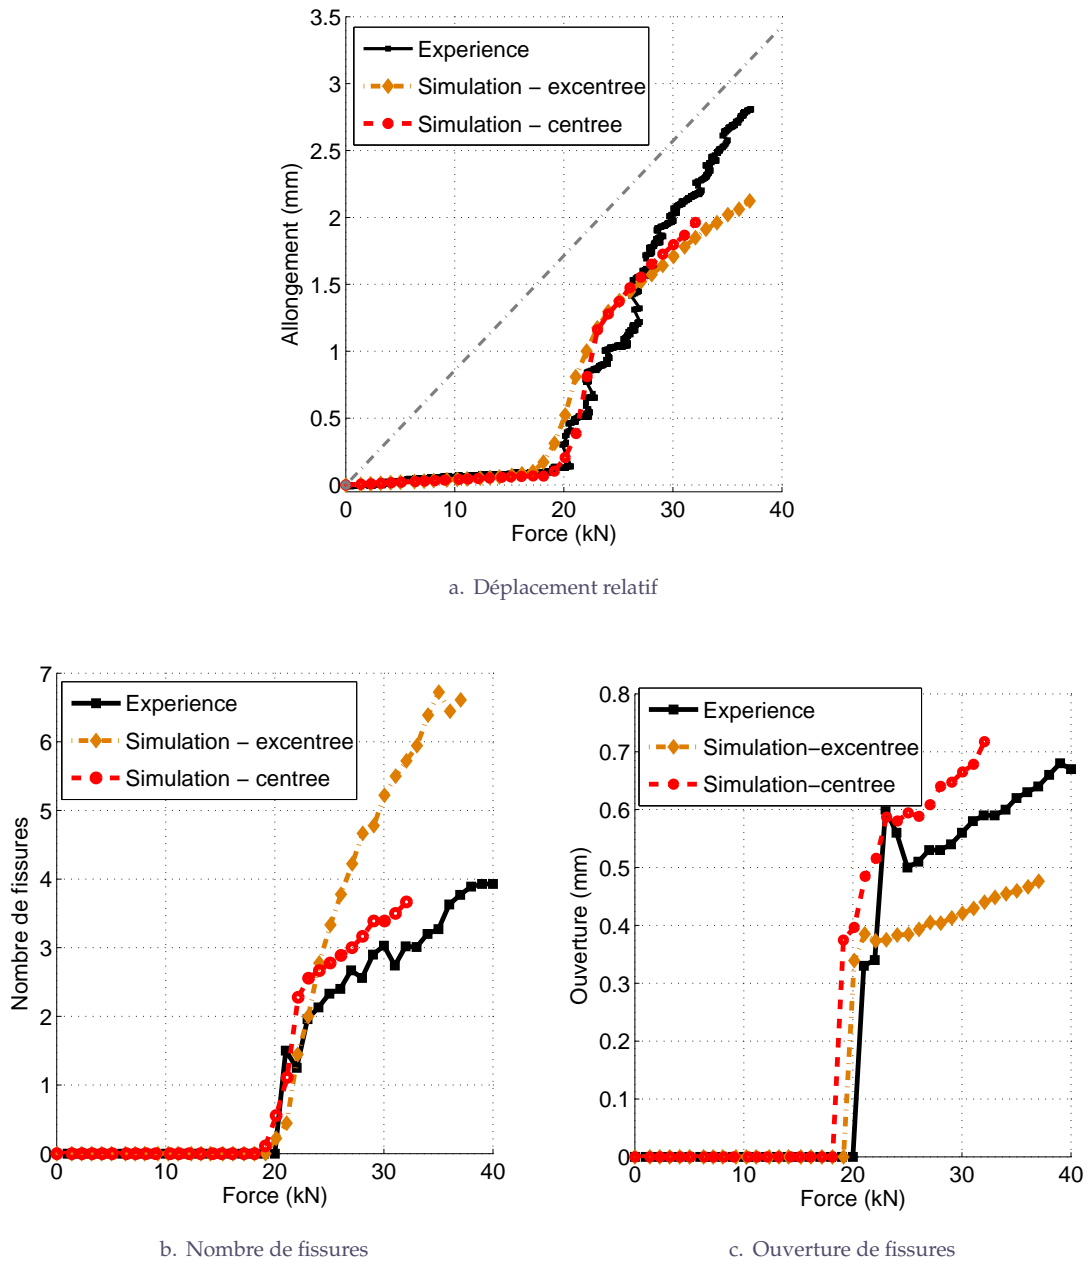 3.5
3
2.5
2
1.5
1
0.5
0
Allongement (mm)
Experience
Simulation − excentree
Simulation − centree
0 10 20 30 40
Force (kN)
a. Déplacement relatif
7
6
5
4
3
2
1
0
Nombre de fissures
Experience
Simulation − excentree
Simulation − centree
0 10 20 30 40
Force (kN)
b. Nombre de fissures
0.8
0.7
0.6
0.5
0.4
0.3
0.2
0.1
0
Ouverture (mm)
Experience
Simulation−excentree
Simulation−centree
0 10 20 30 40
Force (kN)
c. Ouverture de fissures